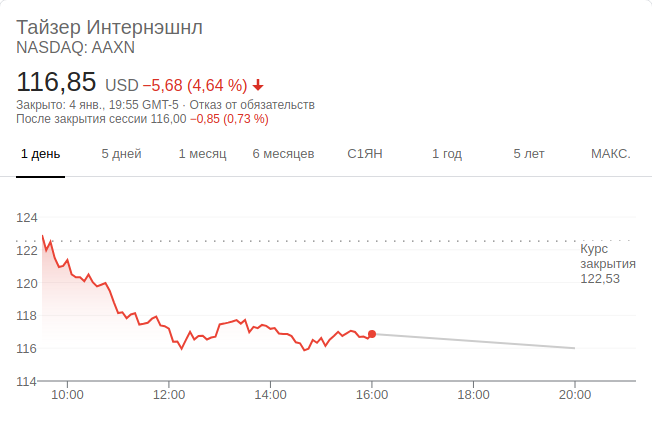 Тайзер Интернэшнл
NASDAQ: AAXN
116,85 USD −5,68 (4,64 %)
Закрыто: 4 янв., 19:55 GMT-5 · Отказ от обязательств
После закрытия сессии 116,00 −0,85 (0,73 %)
1 день 5 дней 1 месяц 6 месяцев С1ЯН 1 год 5 лет МАКС.
124
122
120
118
116
114
Курс
закрытия
122,53
10:00 12:00 14:00 16:00 18:00 20:00